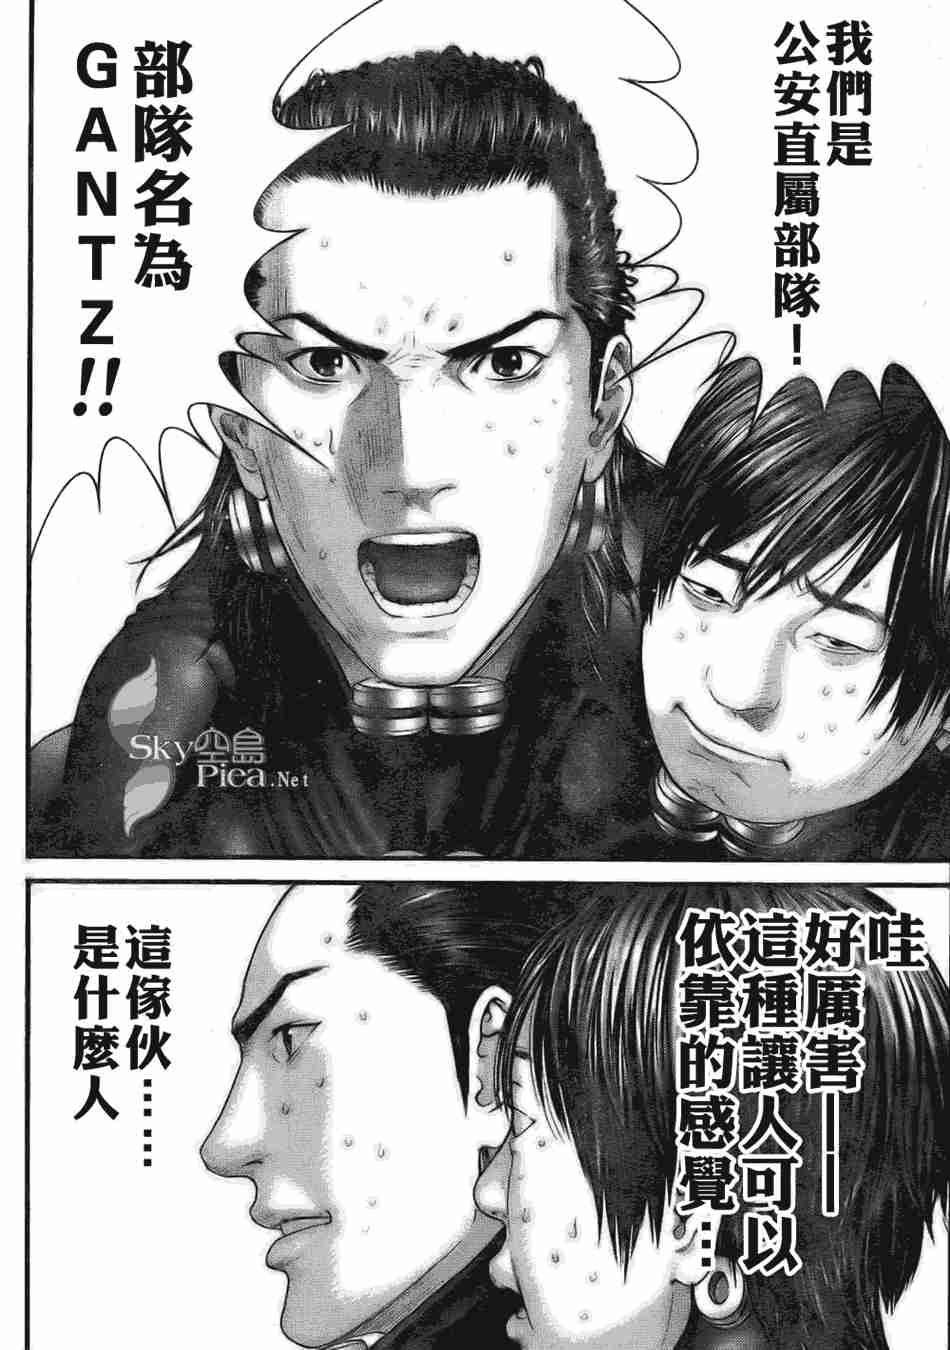 我們是
公安直屬部隊！
部隊名為
GANTZ!!
Sky空島
Pica.Net
哇
好厲害——
這種讓人可以
依靠的感覺…
這傢伙……
是什麼人